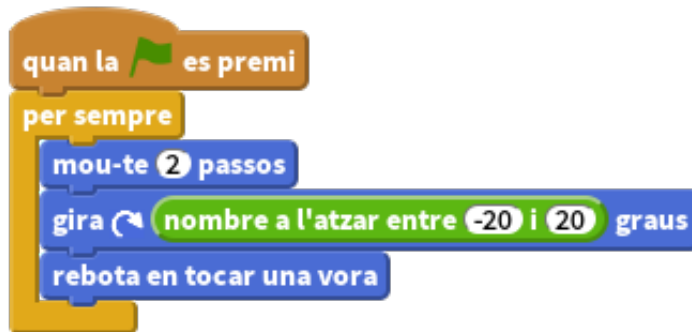 quan la es premi
per sempre
mou-te 2 passos
gira nombre a l'atzar entre -20 i 20 graus
rebota en tocar una vora